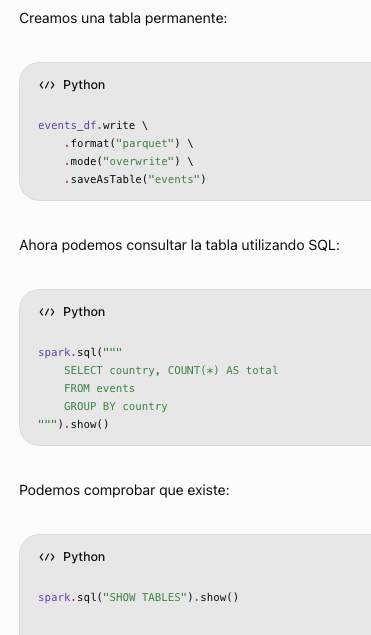 Creamos una tabla permanente:
</> Python
events_df.write \
    .format("parquet") \
    .mode("overwrite") \
    .saveAsTable("events")
Ahora podemos consultar la tabla utilizando SQL:
</> Python
spark.sql("""
    SELECT country, COUNT(*) AS total
    FROM events
    GROUP BY country
""").show()
Podemos comprobar que existe:
</> Python
spark.sql("SHOW TABLES").show()